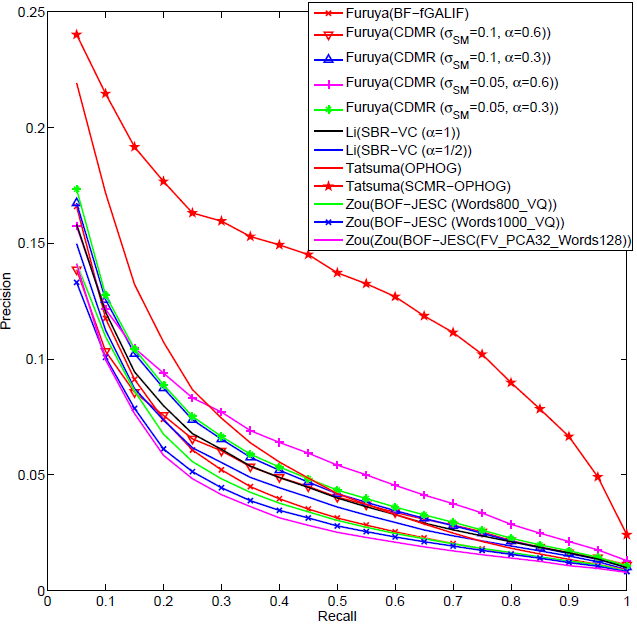 0.25
0.2
0.15
0.1
0.05
0
Precision
Furuya(BF−fGALIF)
Furuya(CDMR (σSM=0.1, α=0.6))
Furuya(CDMR (σSM=0.1, α=0.3))
Furuya(CDMR (σSM=0.05, α=0.6))
Furuya(CDMR (σSM=0.05, α=0.3))
Li(SBR−VC (α=1))
Li(SBR−VC (α=1/2))
Tatsuma(OPHOG)
Tatsuma(SCMR−OPHOG)
Zou(BOF−JESC (Words800_VQ))
Zou(BOF−JESC (Words1000_VQ))
Zou(Zou(BOF−JESC(FV_PCA32_Words128))
0 0.1 0.2 0.3 0.4 0.5 0.6 0.7 0.8 0.9 1
Recall